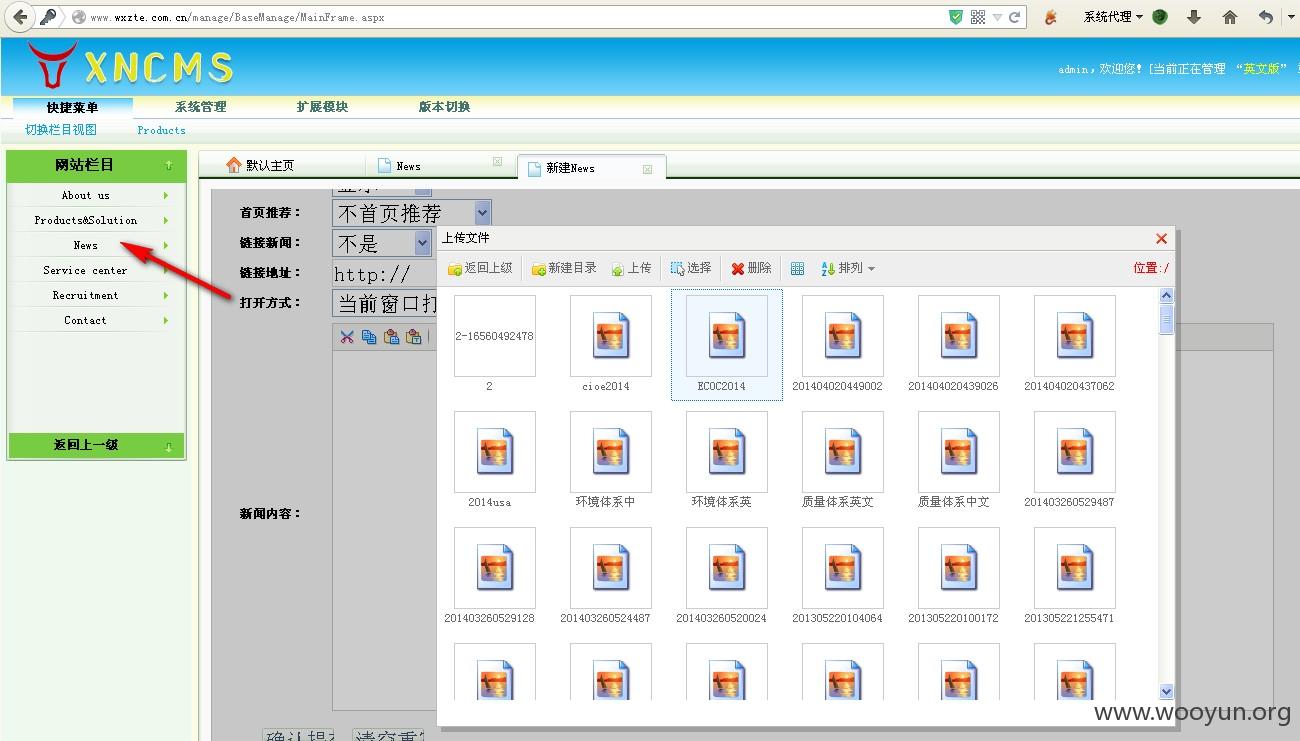 www.wxzte.com.cn/manage/BaseManage/MainFrame.aspx
系统代理
XNCMS
admin，欢迎您! [当前正在管理 “英文版”
快捷菜单 系统管理 扩展模块 版本切换
切换栏目视图 Products
网站栏目
About us
Products&Solution
News
Service center
Recruitment
Contact
返回上一级
默认主页 News 新建News
首页推荐： 不首页推荐
链接新闻： 不是
链接地址： http://
打开方式： 当前窗口打
新闻内容：
上传文件
返回上级 新建目录 上传 选择 删除 排列 位置:/
2-16560492478
2 cioe2014 ECOC2014 201404020449002 201404020439026 201404020437062
2014usa 环境体系中 环境体系英 质量体系英文 质量体系中文 201403260529487
201403260529128 201403260524487 201403260520024 201305220104064 201305220100172 201305221255471
www.wooyun.org